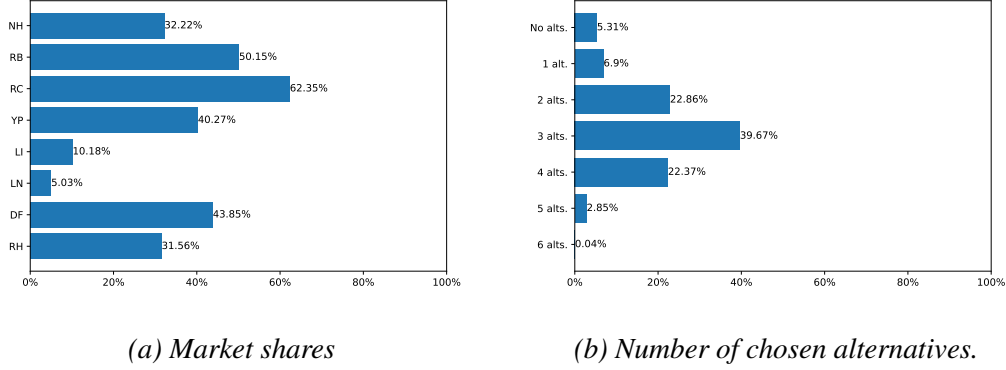 NH 32.22%
RB 50.15%
RC 62.35%
YP 40.27%
LI 10.18%
LN 5.03%
DF 43.85%
RH 31.56%
0% 20% 40% 60% 80% 100%
(a) Market shares
No alts. 5.31%
1 alt. 6.9%
2 alts. 22.86%
3 alts. 39.67%
4 alts. 22.37%
5 alts. 2.85%
6 alts. 0.04%
0% 20% 40% 60% 80% 100%
(b) Number of chosen alternatives.